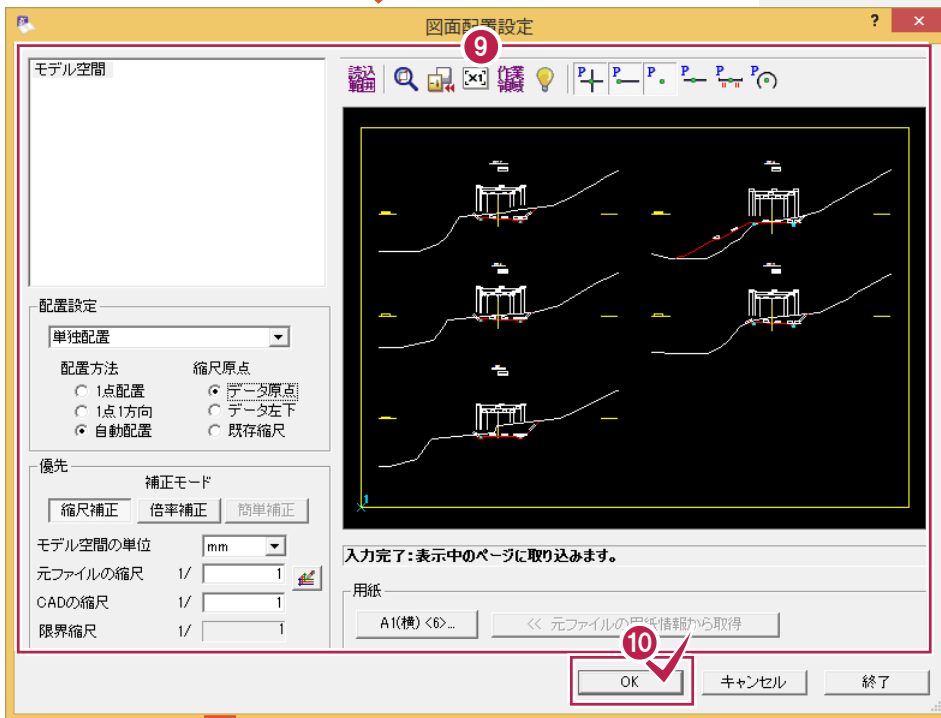 図面配置設定
?
×
9
モデル空間
読込範囲
×1
作業領域
P
P
P
P
P
P
1
配置設定
単独配置
配置方法
縮尺原点
1点配置
データ原点
1点1方向
データ左下
自動配置
既存縮尺
優先
補正モード
縮尺補正
倍率補正
簡単補正
モデル空間の単位
mm
元ファイルの縮尺 1/ 1
CADの縮尺 1/ 1
限界縮尺 1/ 1
入力完了:表示中のページに取り込みます。
用紙
A1(横) <6>...
<< 元ファイルの用紙情報から取得
10
OK
キャンセル
終了